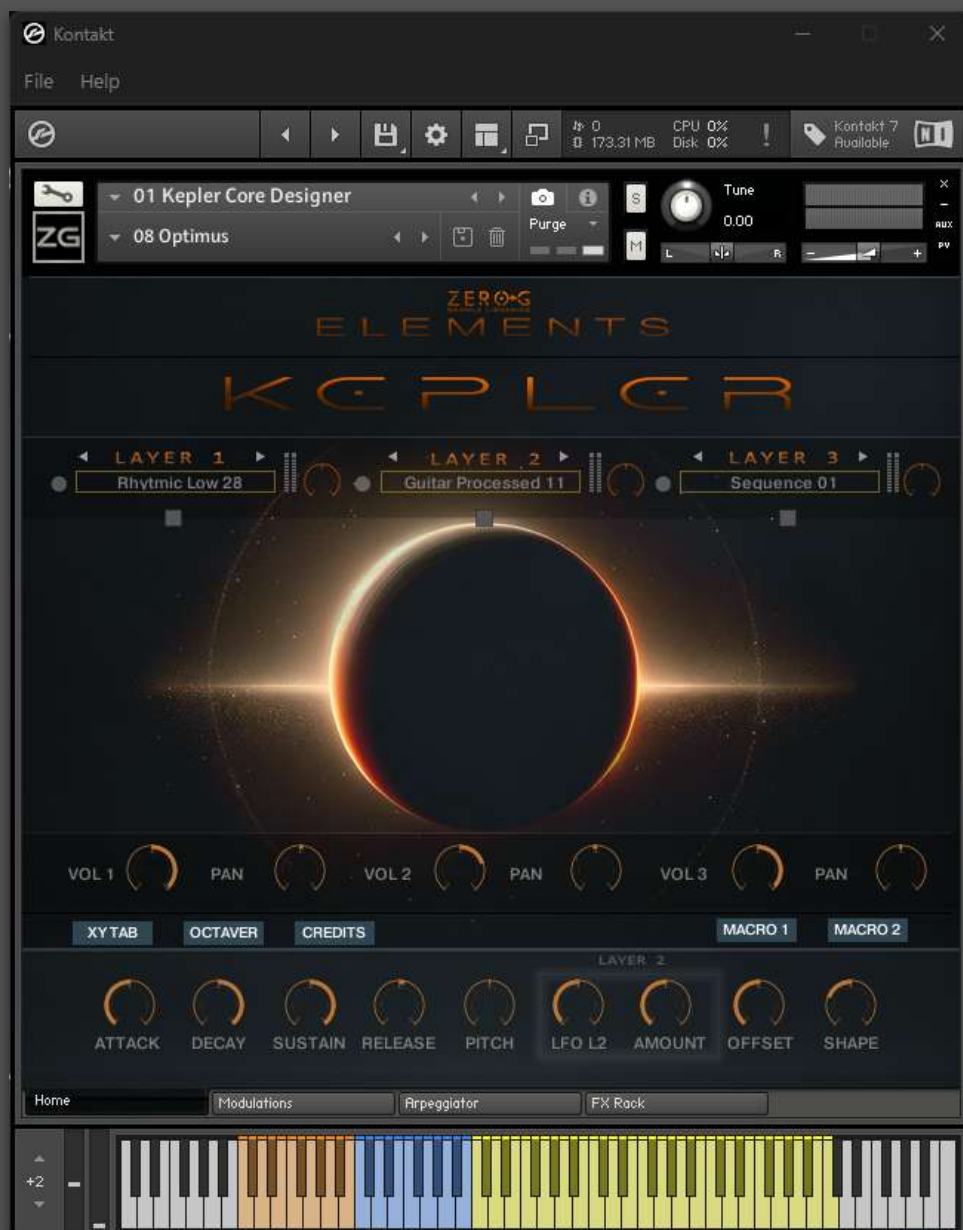 Kontakt
File Help
0 CPU 0% Kontakt 7
173.31 MB Disk 0% ! Available NI
01 Kepler Core Designer S Tune ×
ZG Purge 0.00 AUX
08 Optimus M L R - + PV
ZERO-G
ELEMENTS
KEPLER
LAYER 1 LAYER 2 LAYER 3
Rhytmic Low 28 Guitar Processed 11 Sequence 01
VOL 1 PAN VOL 2 PAN VOL 3 PAN
XY TAB OCTAVER CREDITS MACRO 1 MACRO 2
LAYER 2
ATTACK DECAY SUSTAIN RELEASE PITCH LFO L2 AMOUNT OFFSET SHAPE
Home Modulations Arpeggiator FX Rack
+2